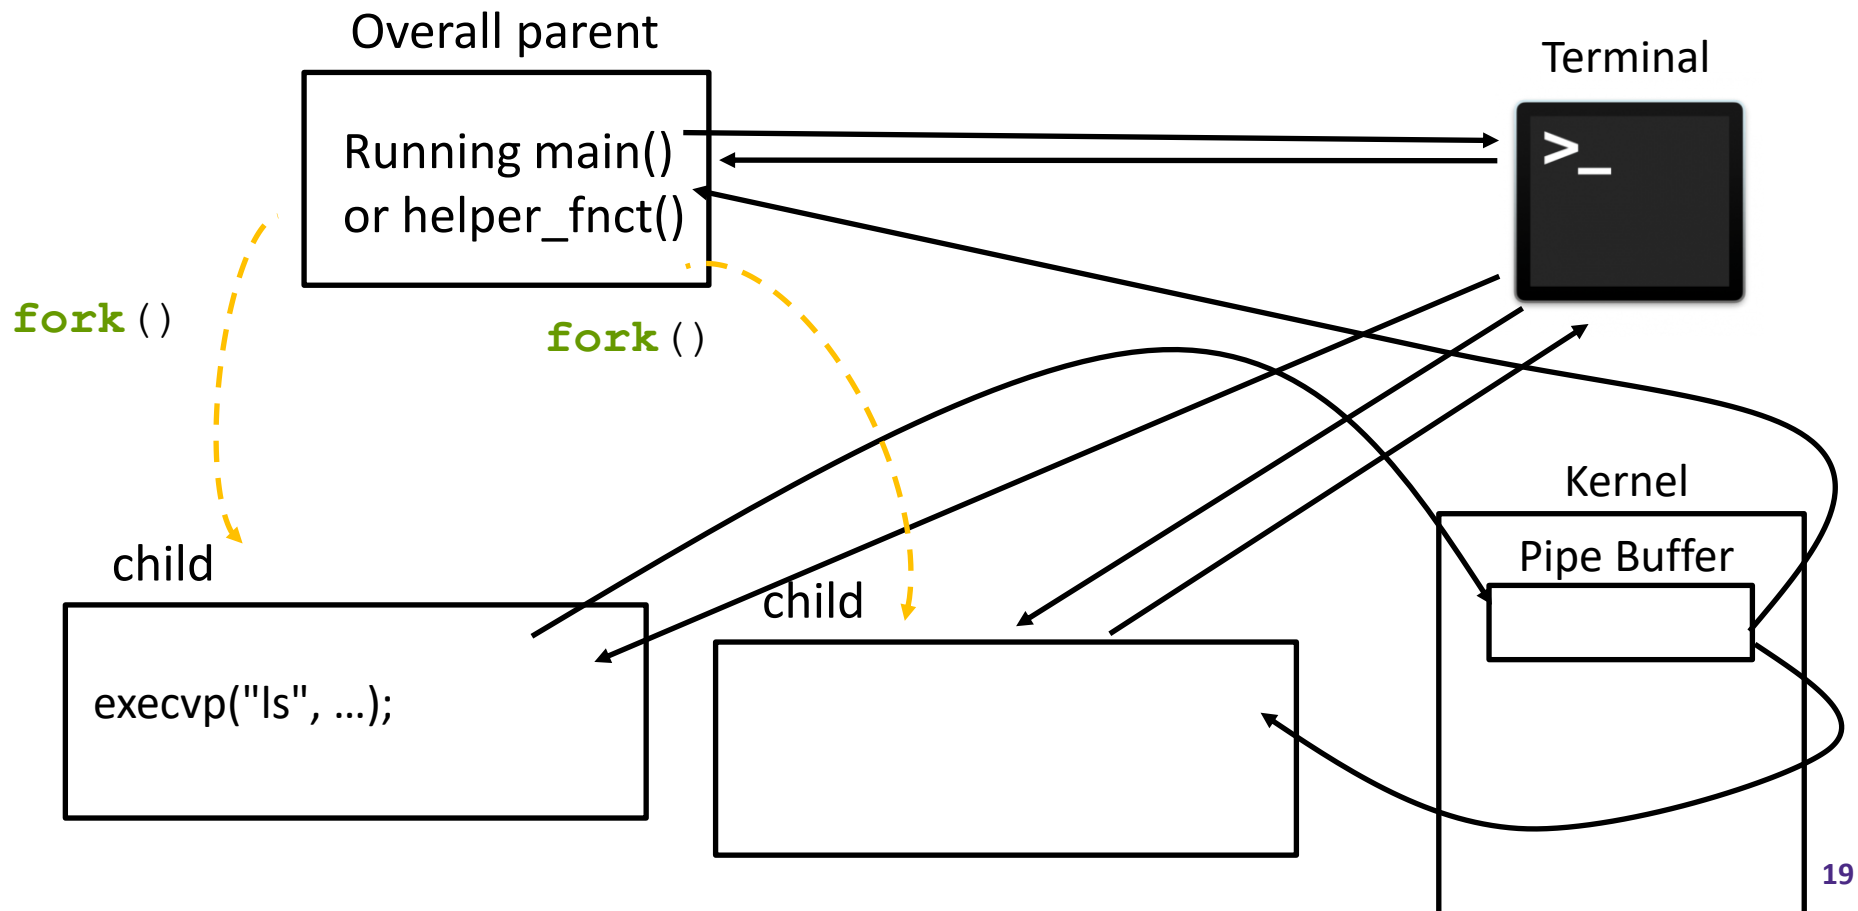 Overall parent
Terminal
Running main()
or helper_fnct()
>_
fork()
fork()
Kernel
Pipe Buffer
child
child
execvp("ls", …);
19